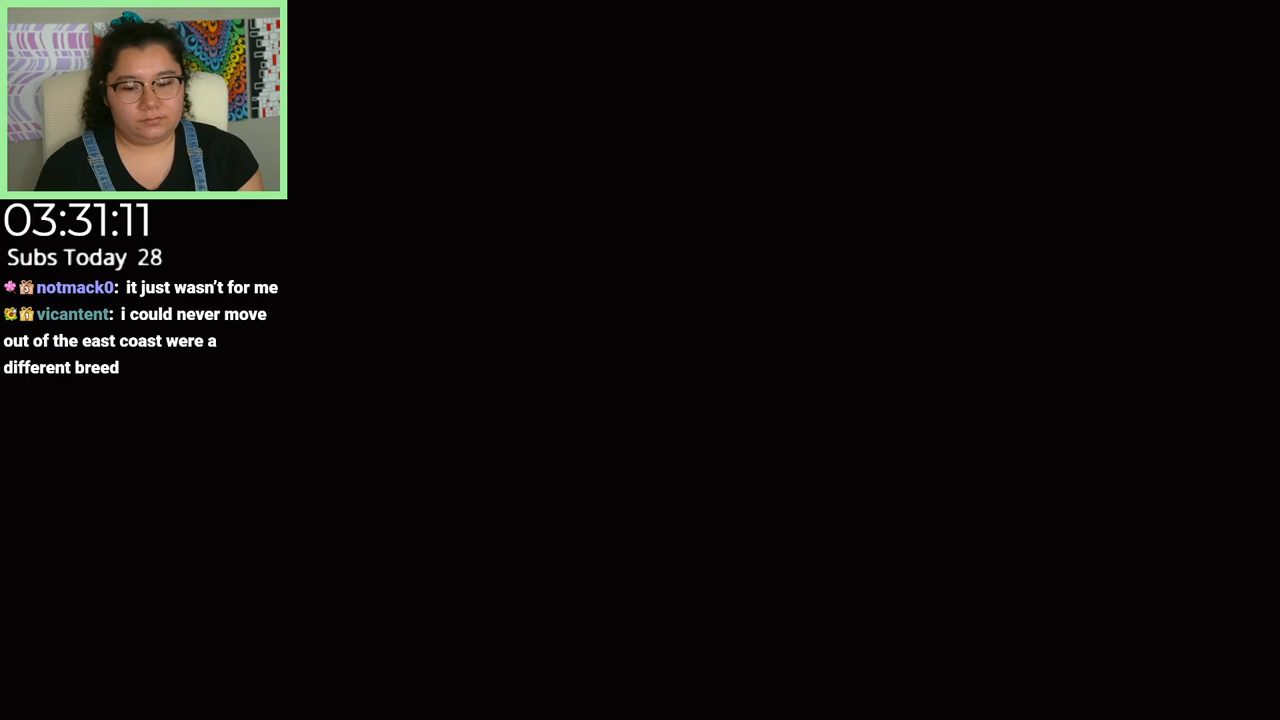 03:31:11
Subs Today 28
notmack0: it just wasn’t for me
vicantent: i could never move
out of the east coast were a
different breed